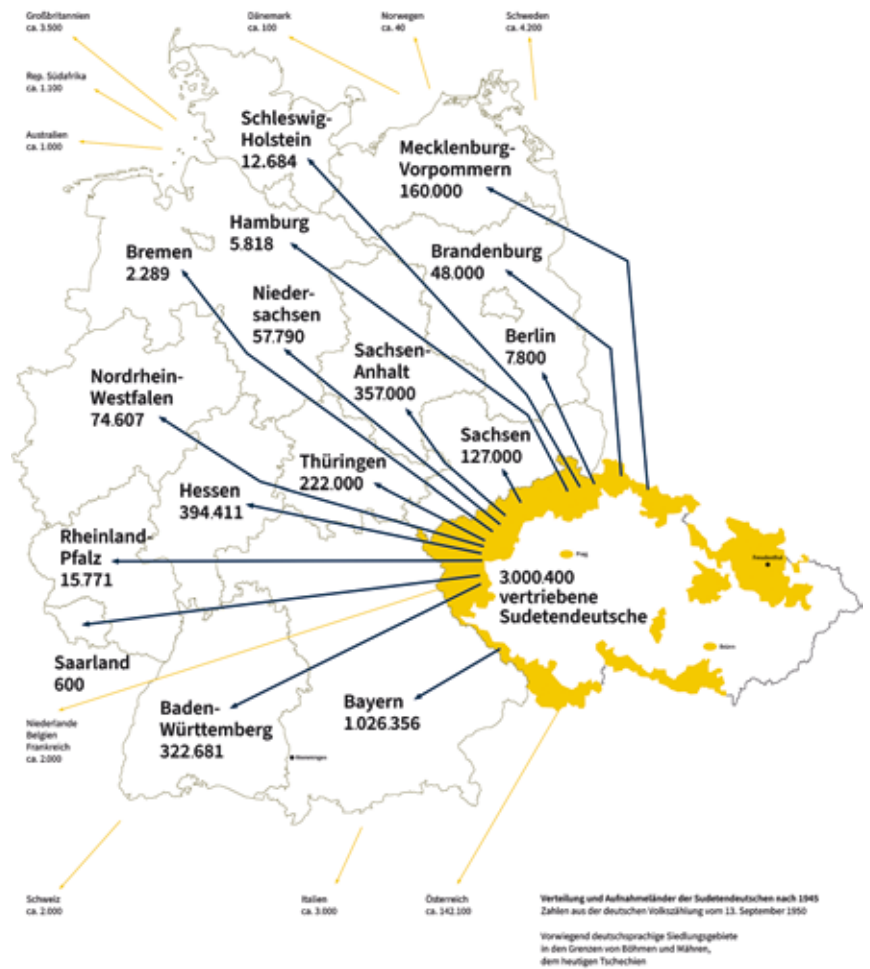 Großbritannien
ca. 3.500
Dänemark
ca. 100
Norwegen
ca. 40
Schweden
ca. 4.200
Rep. Südafrika
ca. 1.100
Australien
ca. 1.000
Schleswig-
Holstein
12.684
Mecklenburg-
Vorpommern
160.000
Hamburg
5.818
Bremen
2.289
Brandenburg
48.000
Nieder-
sachsen
57.790
Berlin
7.800
Sachsen-
Anhalt
357.000
Nordrhein-
Westfalen
74.607
Sachsen
127.000
Thüringen
222.000
Hessen
394.411
Rheinland-
Pfalz
15.771
Prag
Freudenthal
3.000.400
vertriebene
Sudetendeutsche
Brünn
Saarland
600
Baden-
Württemberg
322.681
Bayern
1.026.356
Niederlande
Belgien
Frankreich
ca. 2.000
Schweiz
ca. 2.000
Italien
ca. 3.000
Österreich
ca. 142.100
Verteilung und Aufnahmeländer der Sudetendeutschen nach 1945
Zahlen aus der deutschen Volkszählung vom 13. September 1950
Vorwiegend deutschsprachige Siedlungsgebiete
in den Grenzen von Böhmen und Mähren,
dem heutigen Tschechien